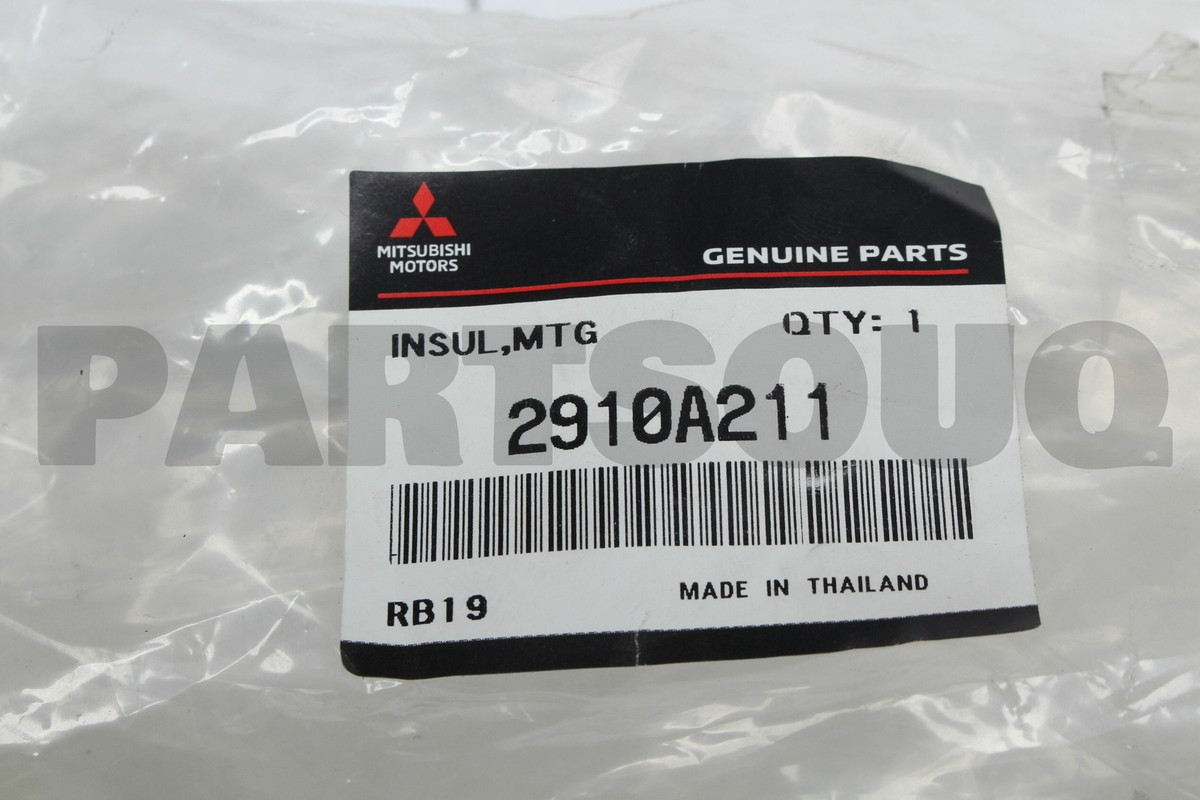 MITSUBISHI
MOTORS
GENUINE PARTS
INSUL,MTG
QTY: 1
PARTSOUQ
2910A211
RB19
MADE IN THAILAND